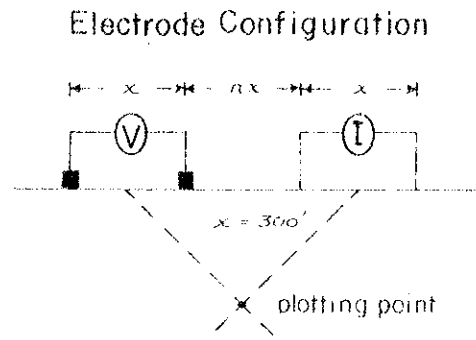 Electrode Configuration
x nx x
V I
x = 300'
plotting point